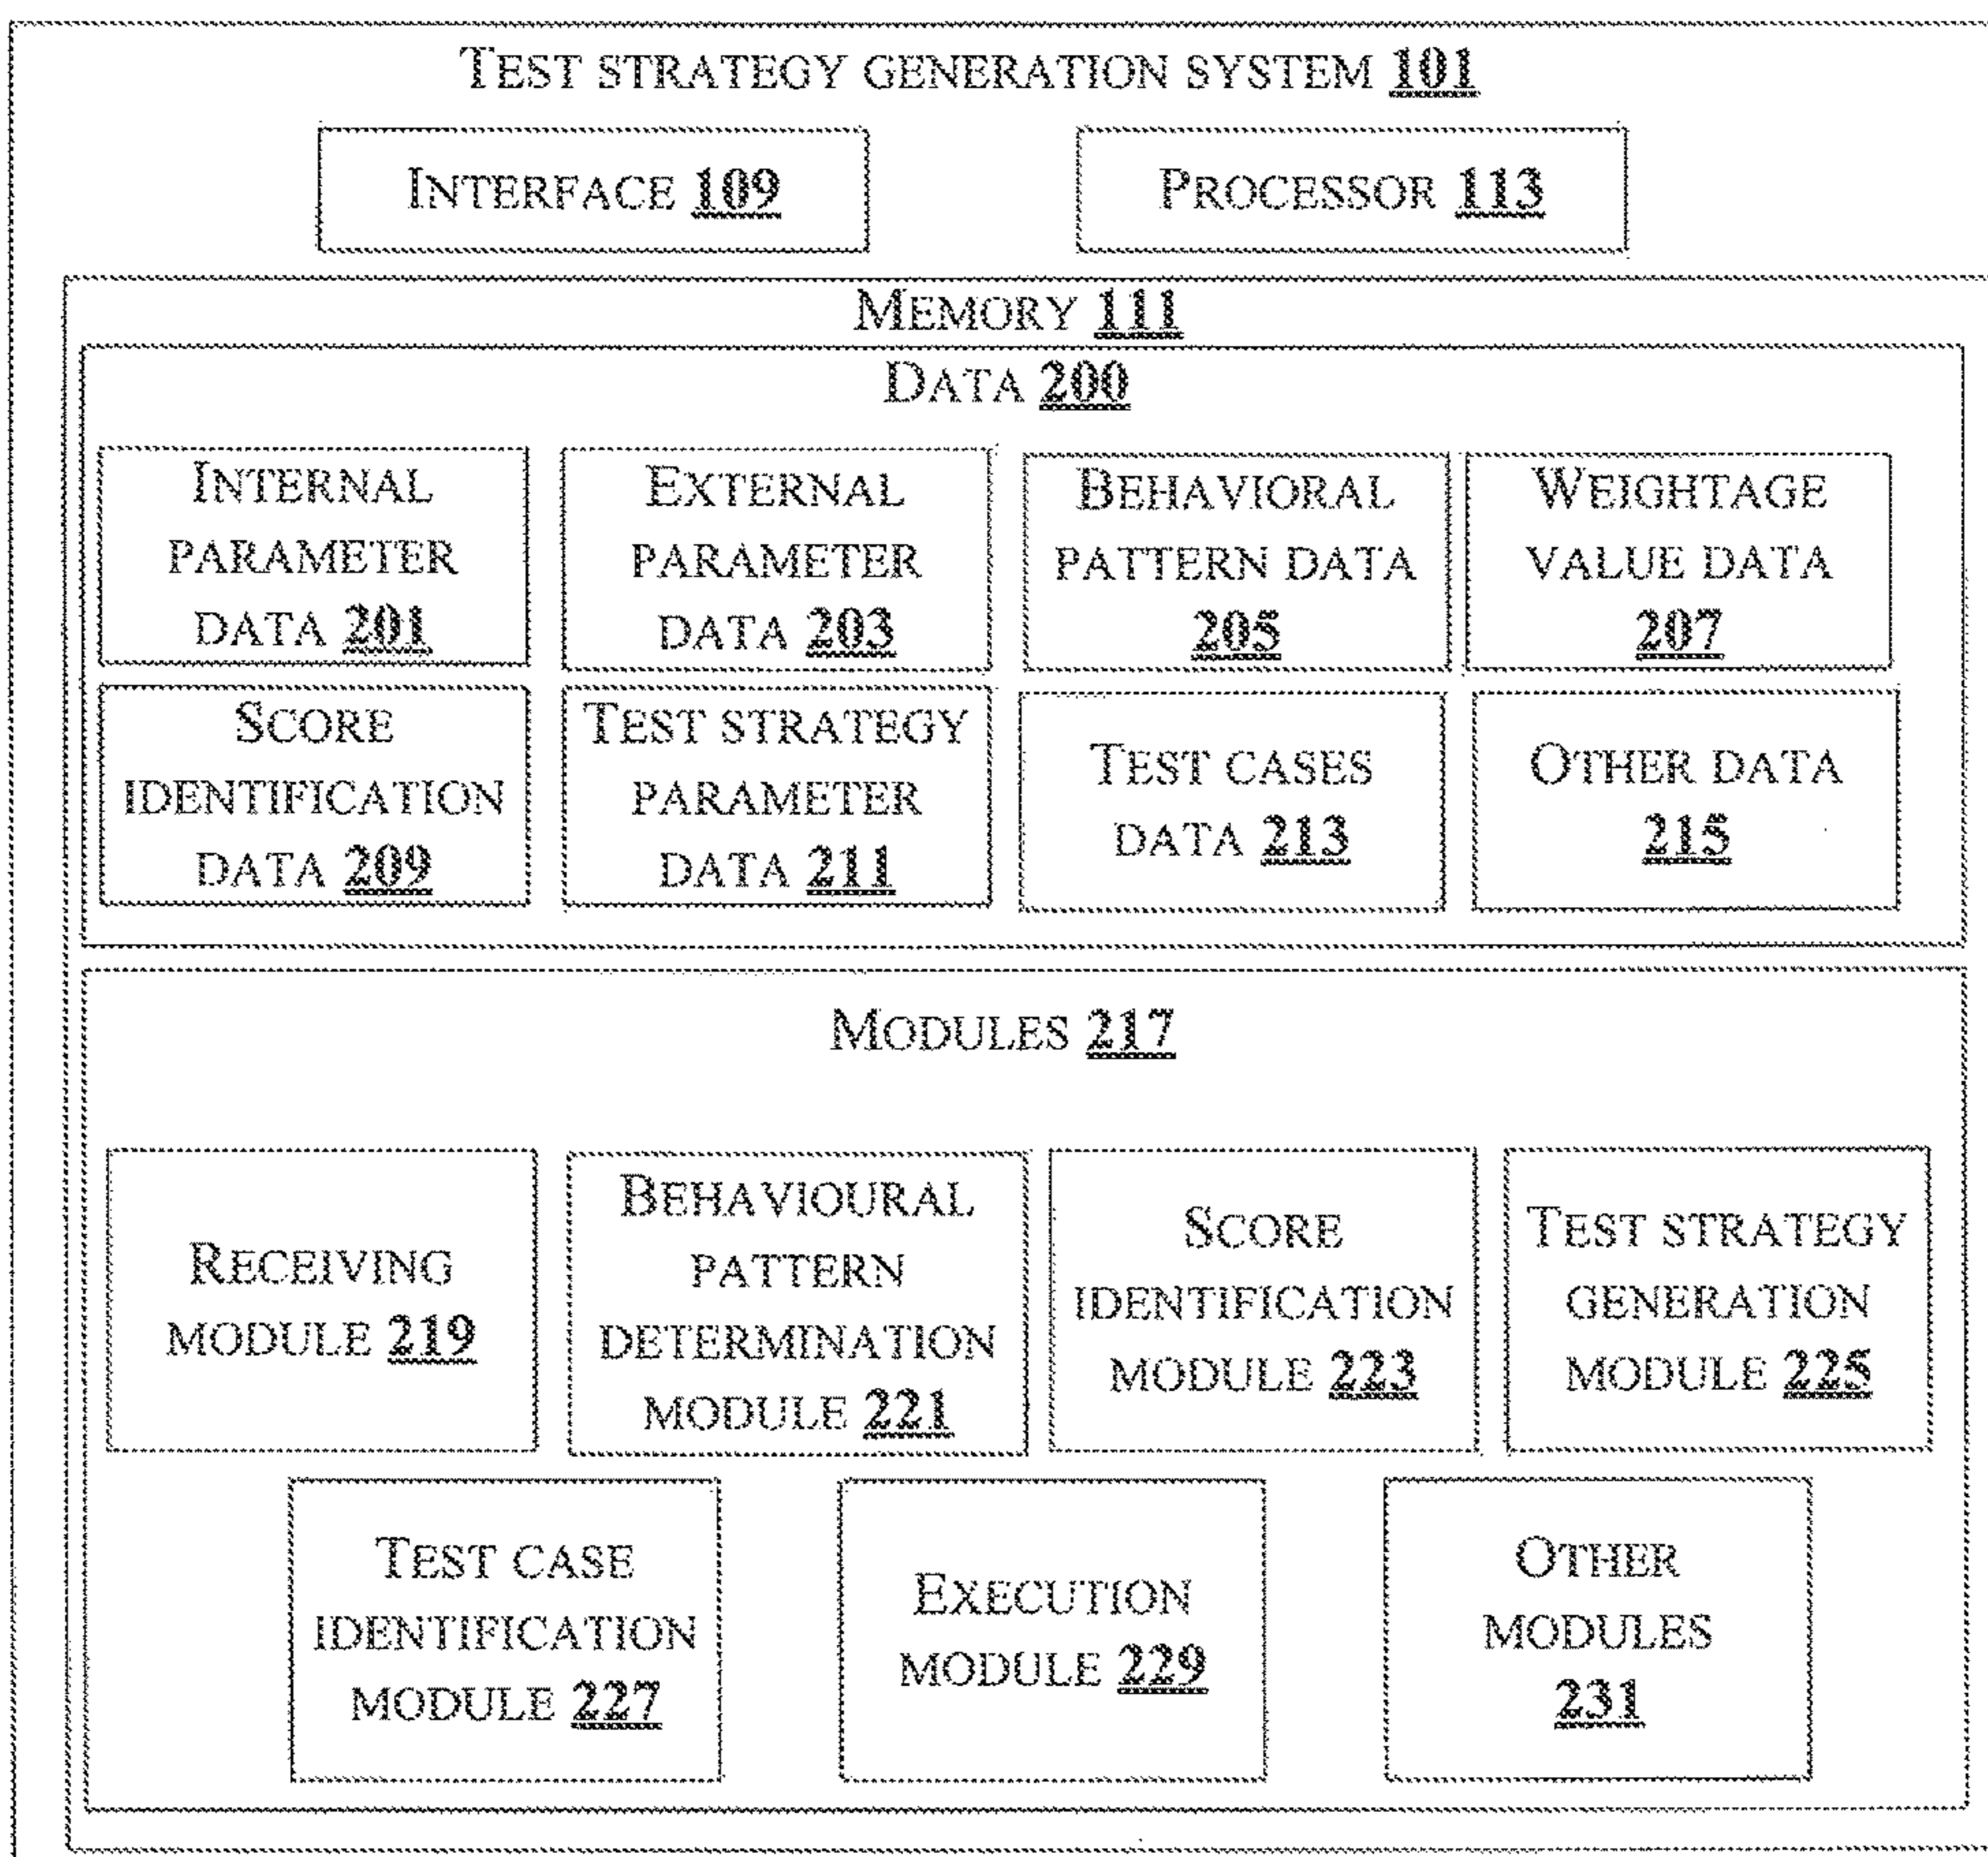 TEST STRATEGY GENERATION SYSTEM 101
INTERFACE 109
PROCESSOR 113
MEMORY 111
DATA 200
INTERNAL
PARAMETER
DATA 201
EXTERNAL
PARAMETER
DATA 203
BEHAVIORAL
PATTERN DATA
205
WEIGHTAGE
VALUE DATA
207
SCORE
IDENTIFICATION
DATA 209
TEST STRATEGY
PARAMETER
DATA 211
TEST CASES
DATA 213
OTHER DATA
215
MODULES 217
RECEIVING
MODULE 219
BEHAVIOURAL
PATTERN
DETERMINATION
MODULE 221
SCORE
IDENTIFICATION
MODULE 223
TEST STRATEGY
GENERATION
MODULE 225
TEST CASE
IDENTIFICATION
MODULE 227
EXECUTION
MODULE 229
OTHER
MODULES
231